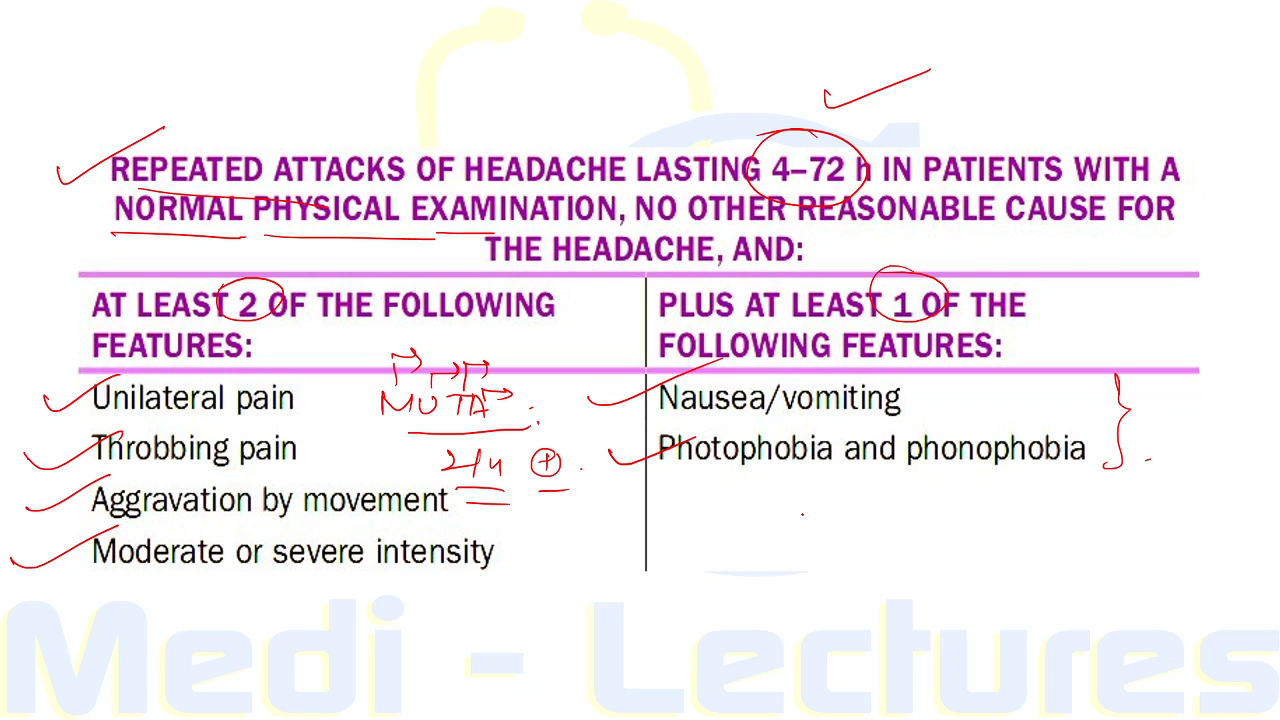 REPEATED ATTACKS OF HEADACHE LASTING 4–72 h IN PATIENTS WITH A
NORMAL PHYSICAL EXAMINATION, NO OTHER REASONABLE CAUSE FOR
THE HEADACHE, AND:
AT LEAST 2 OF THE FOLLOWING
FEATURES:
Unilateral pain
Throbbing pain
Aggravation by movement
Moderate or severe intensity
MUTA
2/4 +
PLUS AT LEAST 1 OF THE
FOLLOWING FEATURES:
Nausea/vomiting
Photophobia and phonophobia
Medi - Lectures